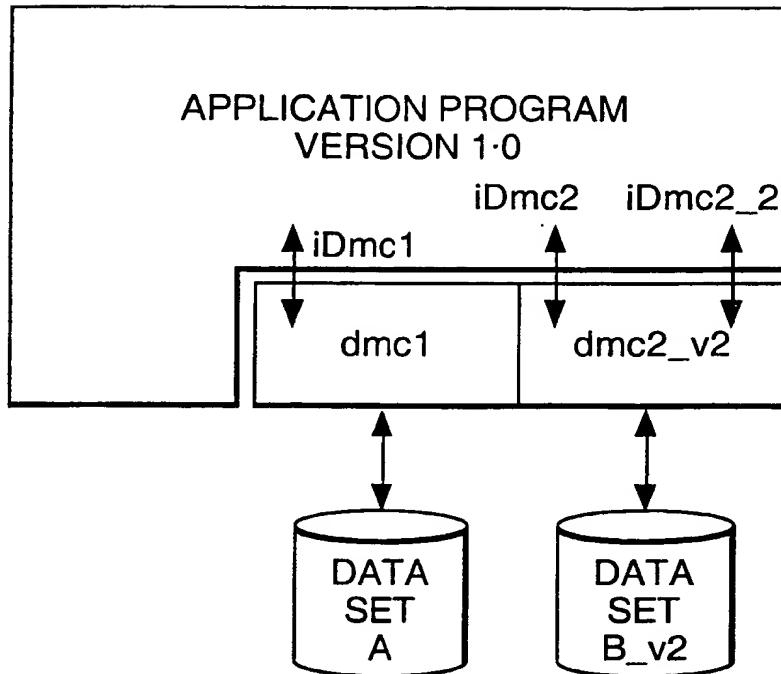 APPLICATION PROGRAM
VERSION 1·0
iDmc2 iDmc2_2
iDmc1
dmc1 dmc2_v2
DATA SET A
DATA SET B_v2